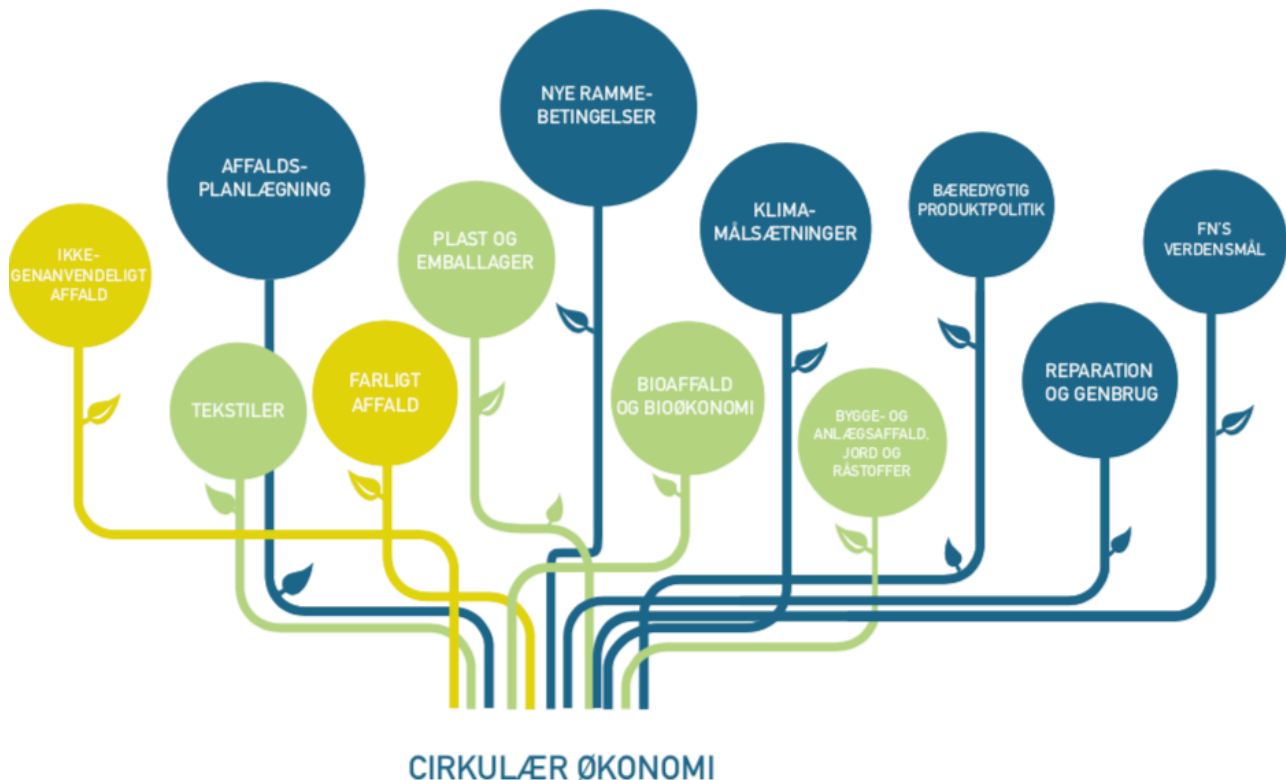 NYE RAMME-
BETINGELSER
AFFALDS-
PLANLÆGNING
BÆREDYGTIG
PRODUKTPOLITIK
KLIMA-
MÅLSÆTNINGER
FN'S
VERDENSMÅL
PLAST OG
EMBALLAGER
IKKE-
GENANVENDELIGT
AFFALD
REPARATION
OG GENBRUG
FARLIGT
AFFALD
BIOAFFALD
OG BIOØKONOMI
TEKSTILER
BYGGE- OG
ANLÆGSAFFALD,
JORD OG
RÅSTOFFER
CIRKULÆR ØKONOMI